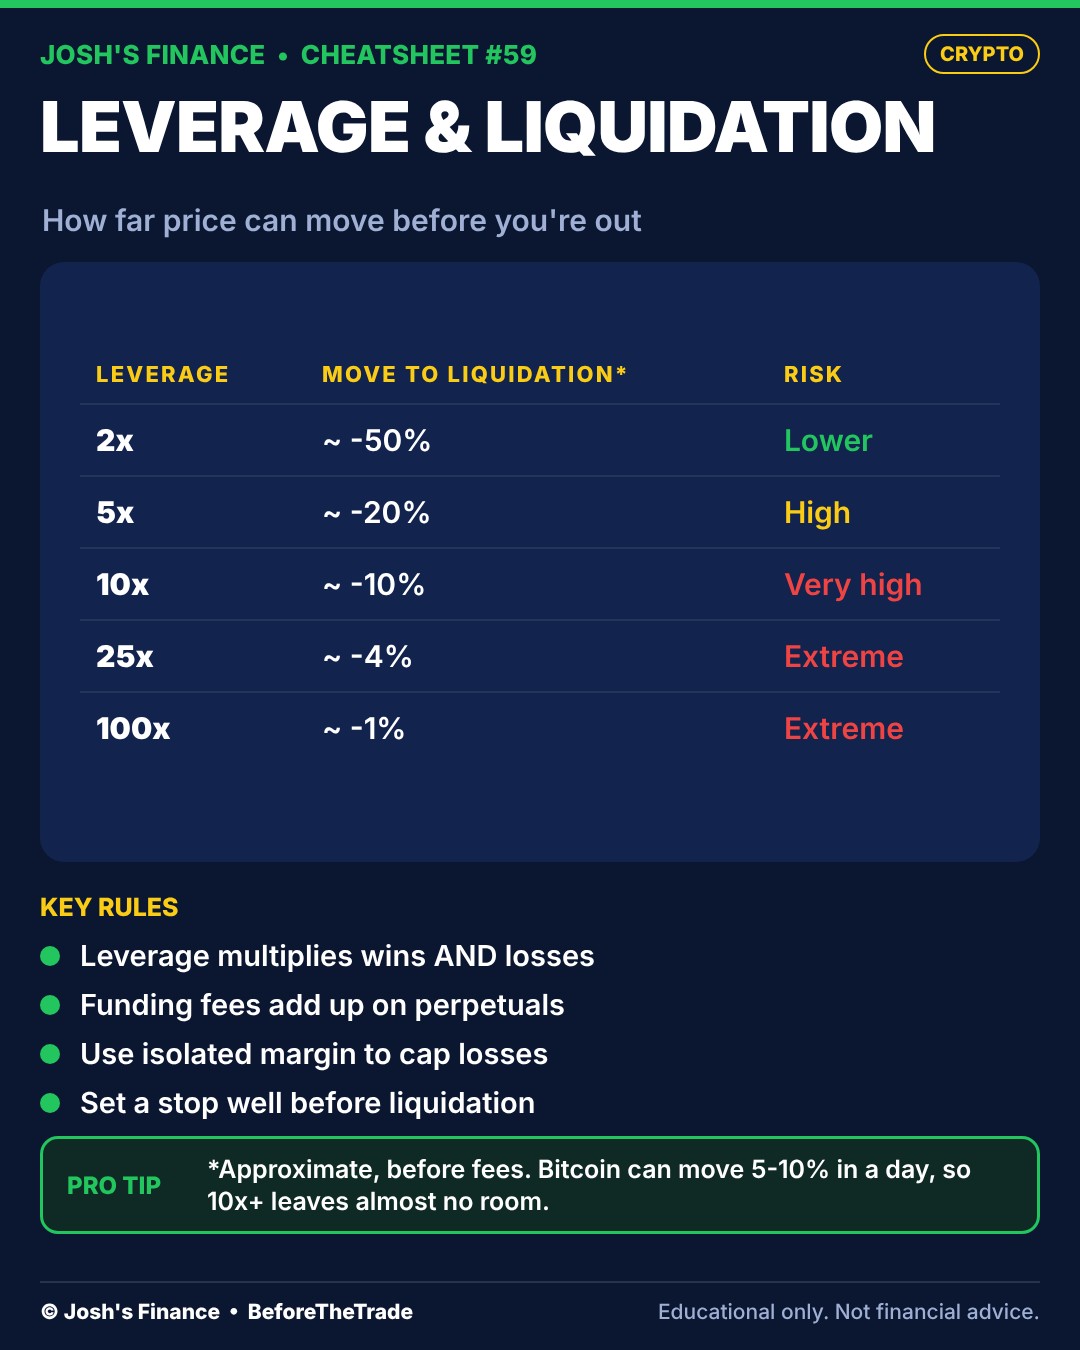 JOSH'S FINANCE • CHEATSHEET #59
CRYPTO
LEVERAGE & LIQUIDATION
How far price can move before you're out
LEVERAGE MOVE TO LIQUIDATION* RISK
2x ~ -50% Lower
5x ~ -20% High
10x ~ -10% Very high
25x ~ -4% Extreme
100x ~ -1% Extreme
KEY RULES
Leverage multiplies wins AND losses
Funding fees add up on perpetuals
Use isolated margin to cap losses
Set a stop well before liquidation
PRO TIP
*Approximate, before fees. Bitcoin can move 5-10% in a day, so
10x+ leaves almost no room.
© Josh's Finance • BeforeTheTrade
Educational only. Not financial advice.